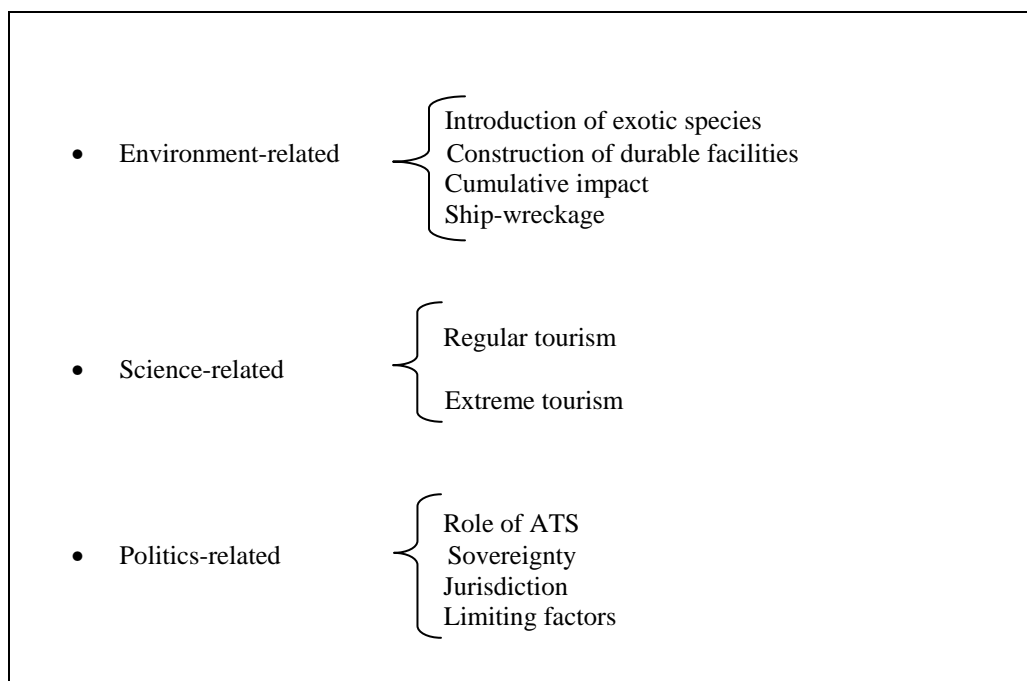 Introduction of exotic species
• Environment-related
Construction of durable facilities
Cumulative impact
Ship-wreckage
Regular tourism
• Science-related
Extreme tourism
Role of ATS
• Politics-related
Sovereignty
Jurisdiction
Limiting factors